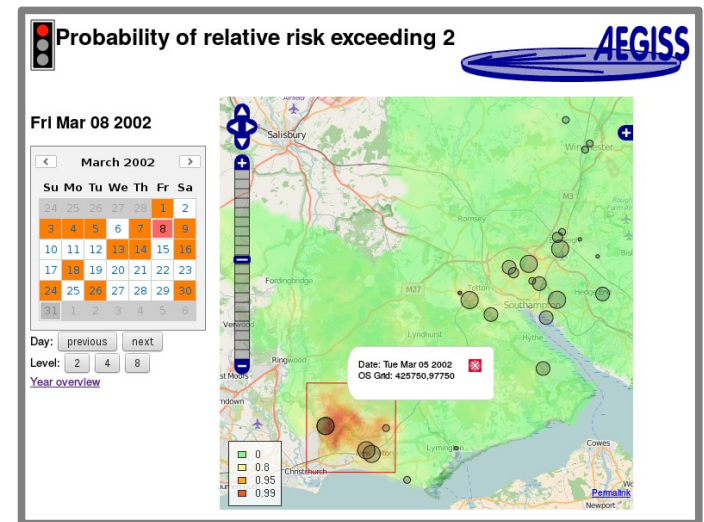 Probability of relative risk exceeding 2
AEGISS
Fri Mar 08 2002
< March 2002 >
Su Mo Tu We Th Fr Sa
24 25 26 27 28 1 2
3 4 5 6 7 8 9
10 11 12 13 14 15 16
17 18 19 20 21 22 23
24 25 26 27 28 29 30
31 1 2 3 4 5 6
Day: previous next
Level: 2 4 8
Year overview
Salisbury
Winchester
M3
Romsey
Fordingbridge
M27
Totton
Southampton
Lyndhurst
Hythe
Ringwood
Date: Tue Mar 05 2002
OS Grid: 425750,97750
Lymington
Christchurch
Cowes
Newport
Permalink
0
0.8
0.95
0.99